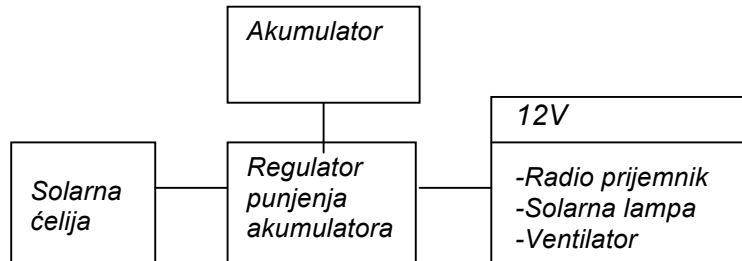 Akumulator
12V
Solarna
ćelija
Regulator
punjenja
akumulatora
-Radio prijemnik
-Solarna lampa
-Ventilator